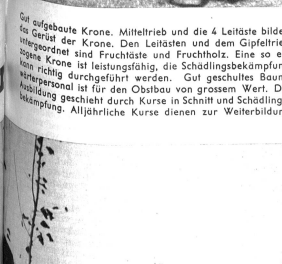 Gut aufgebaute Krone. Mitteltrieb und die 4 Leitäste bilde
das Gerüst der Krone. Den Leitästen und dem Gipfeltrie
untergeordnet sind Fruchtäste und Fruchtholz. Eine so e
zogene Krone ist leistungsfähig, die Schädlingsbekämpfun
kann richtig durchgeführt werden. Gut geschultes Baum
wärterpersonal ist für den Obstbau von grossem Wert. D
Ausbildung geschieht durch Kurse in Schnitt und Schädling
bekämpfung. Alljährliche Kurse dienen zur Weiterbildun